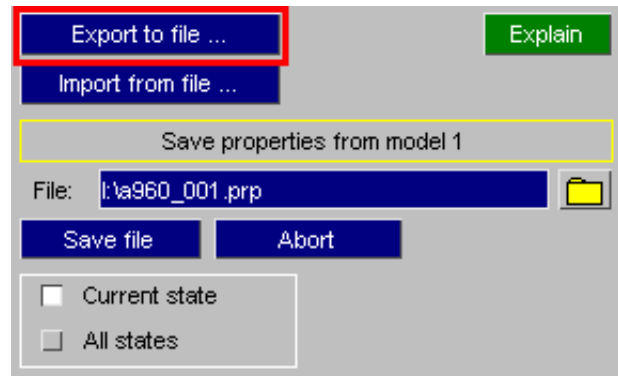 Export to file ...
Explain
Import from file ...
Save properties from model 1
File: I:\a960_001.prp
Save file
Abort
Current state
All states